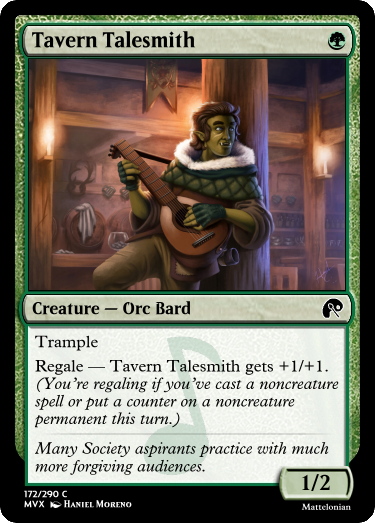 Tavern Talesmith
Creature — Orc Bard
Trample
Regale — Tavern Talesmith gets +1/+1.
(You're regaling if you've cast a noncreature
spell or put a counter on a noncreature
permanent this turn.)
Many Society aspirants practice with much
more forgiving audiences.
1/2
172/290 C
MVX Haniel Moreno
Mattelonian